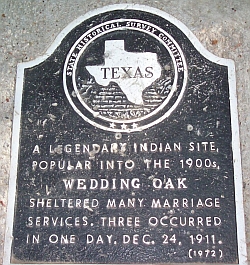 STATE HISTORICAL SURVEY COMMITTEE
TEXAS
A LEGENDARY INDIAN SITE,
POPULAR INTO THE 1900s,
WEDDING OAK
SHELTERED MANY MARRIAGE
SERVICES. THREE OCCURRED
IN ONE DAY, DEC. 24, 1911.
(1972)